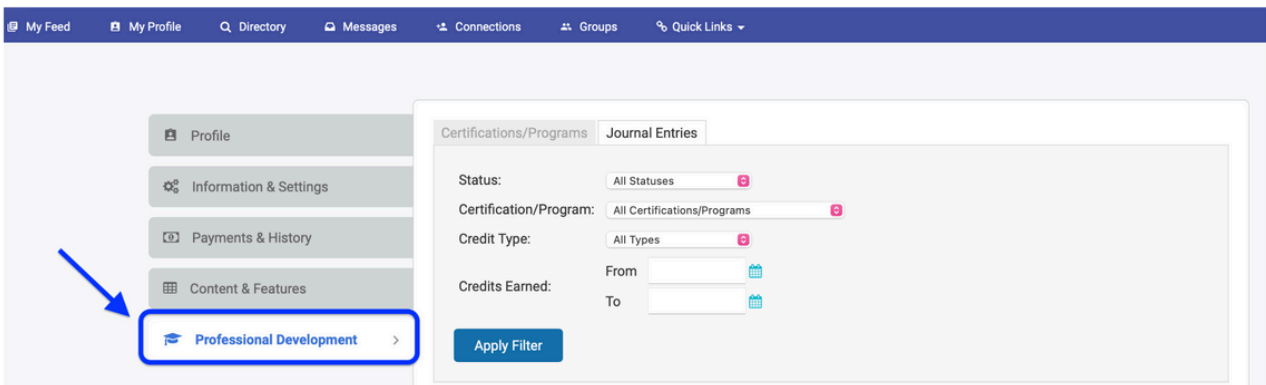 My Feed My Profile Directory Messages Connections Groups Quick Links
Profile
Information & Settings
Payments & History
Content & Features
Professional Development
Certifications/Programs Journal Entries
Status: All Statuses
Certification/Program: All Certifications/Programs
Credit Type: All Types
Credits Earned:
From
To
Apply Filter